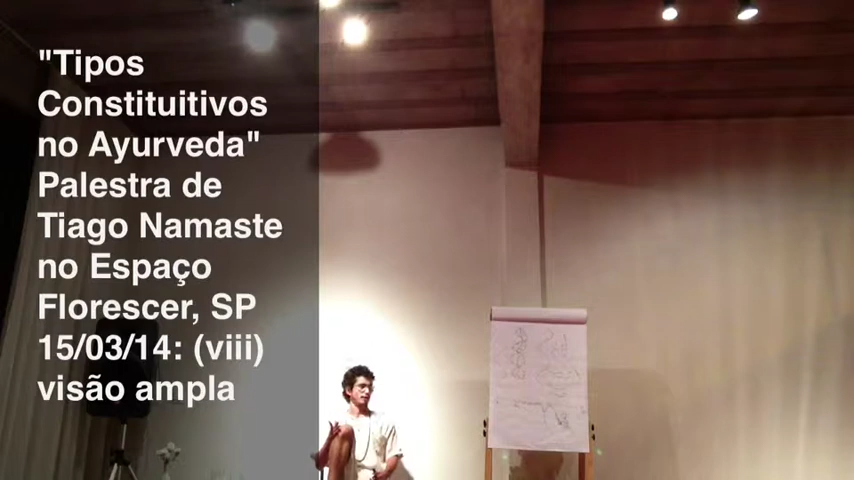 "Tipos
Constituitivos
no Ayurveda"
Palestra de
Tiago Namaste
no Espaço
Florescer, SP
15/03/14: (viii)
visão ampla